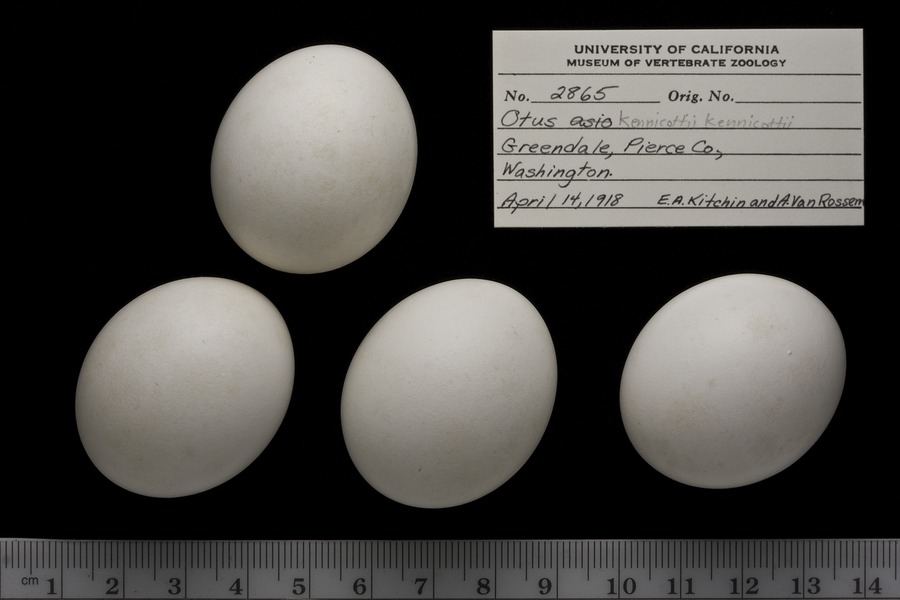 UNIVERSITY OF CALIFORNIA
MUSEUM OF VERTEBRATE ZOOLOGY
No. 2865 Orig. No.
Otus asio Kennicottii Kennicottii
Greendale, Pierce Co.,
Washington.
April 14, 1918 E.A. Kitchin and A. Van Rossem
cm 1 2 3 4 5 6 7 8 9 10 11 12 13 14